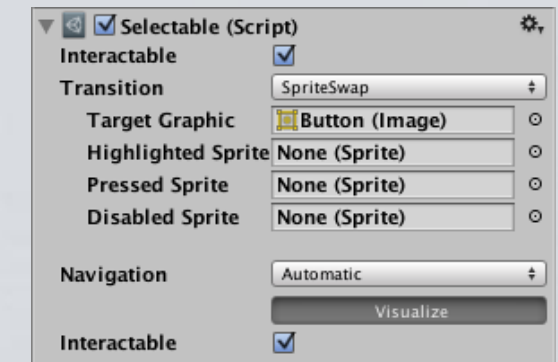 Selectable (Script)
Interactable
Transition SpriteSwap
Target Graphic Button (Image)
Highlighted Sprite None (Sprite)
Pressed Sprite None (Sprite)
Disabled Sprite None (Sprite)
Navigation Automatic
Visualize
Interactable